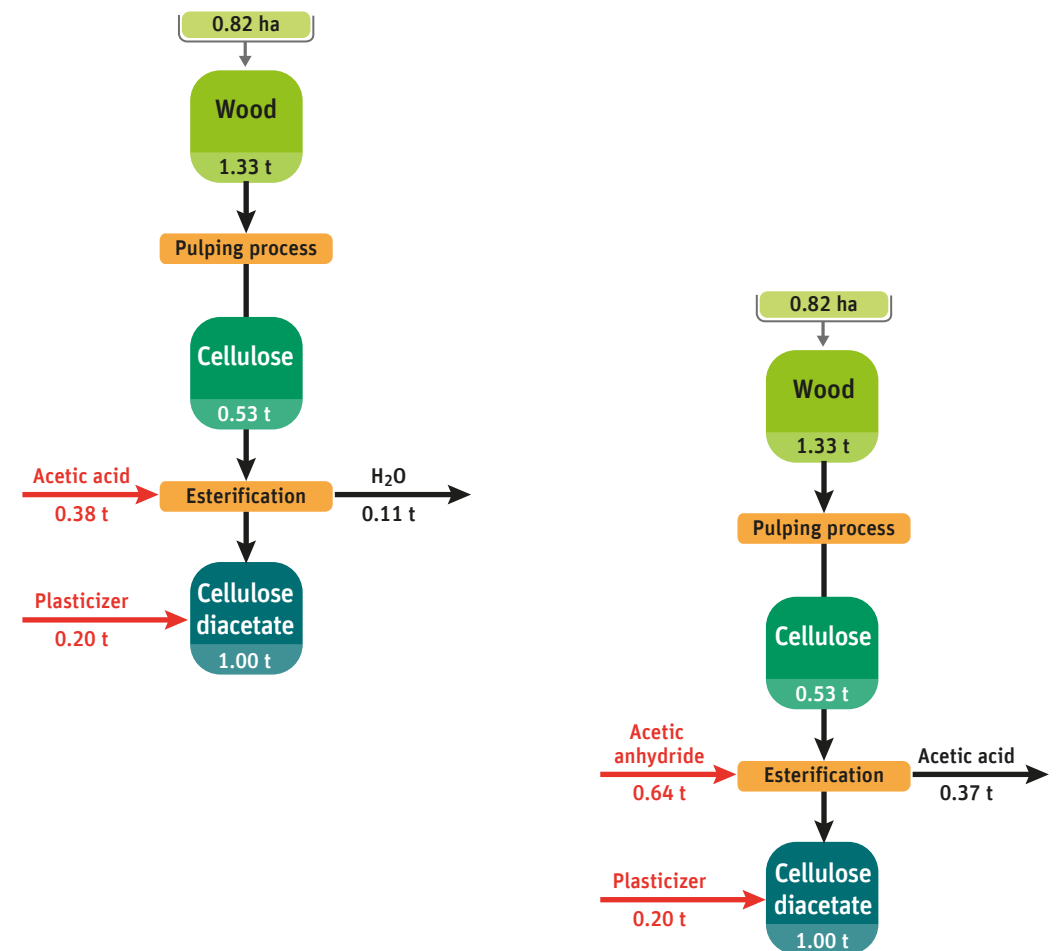 0.82 ha
Wood
1.33 t
Pulping process
Cellulose
0.53 t
Acetic acid
0.38 t
Esterification
H₂O
0.11 t
Plasticizer
0.20 t
Cellulose
diacetate
1.00 t
0.82 ha
Wood
1.33 t
Pulping process
Cellulose
0.53 t
Acetic
anhydride
0.64 t
Esterification
Acetic acid
0.37 t
Plasticizer
0.20 t
Cellulose
diacetate
1.00 t